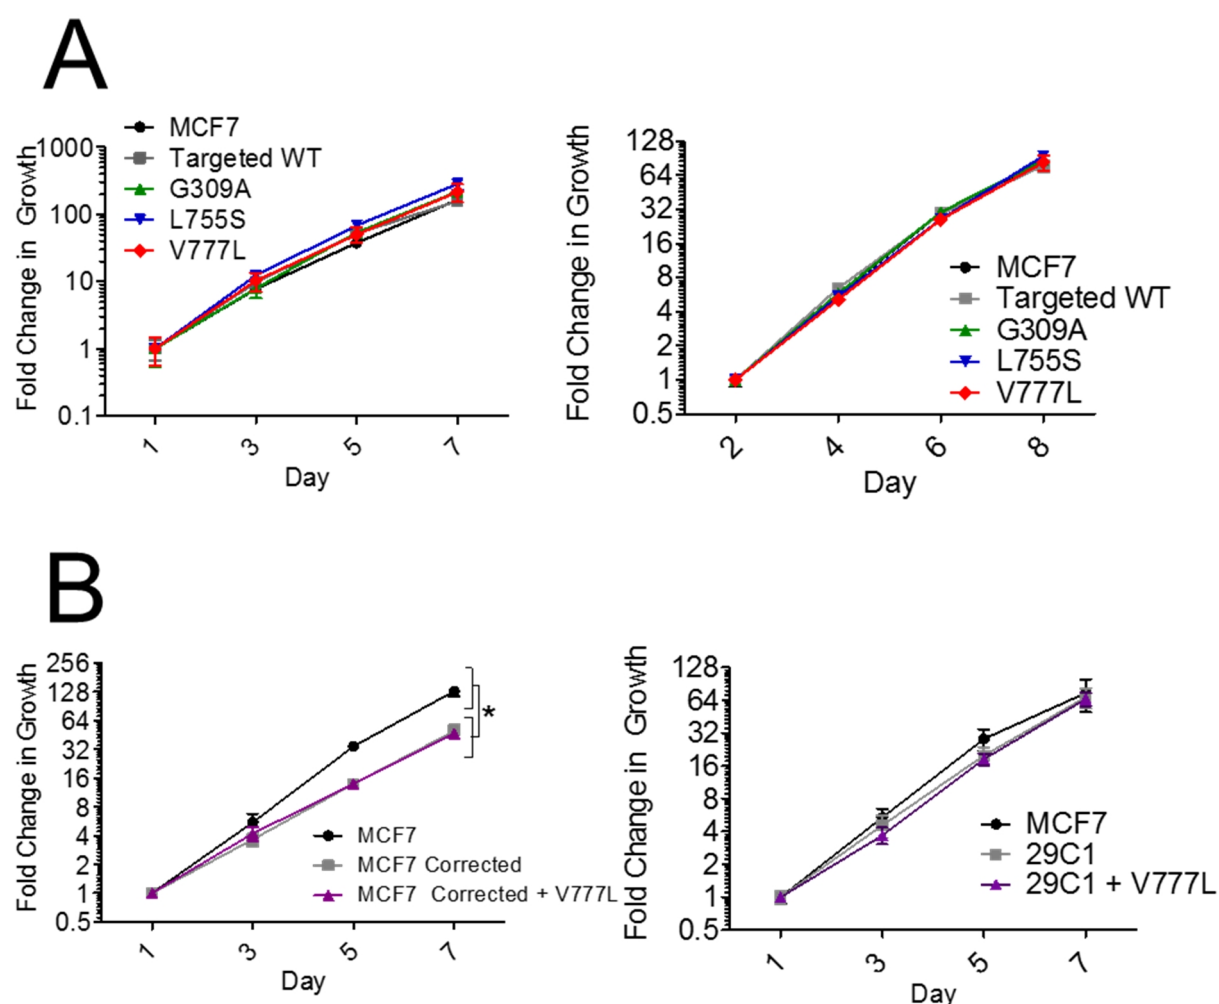 A
Fold Change in Growth
1000
100
10
1
0.1
MCF7
Targeted WT
G309A
L755S
V777L
1 3 5 7
Day
Fold Change in Growth
128
64
32
16
8
4
2
1
0.5
MCF7
Targeted WT
G309A
L755S
V777L
2 4 6 8
Day
B
Fold Change in Growth
256
128
64
32
16
8
4
2
1
0.5
*
MCF7
MCF7 Corrected
MCF7 Corrected + V777L
1 3 5 7
Day
Fold Change in Growth
128
64
32
16
8
4
2
1
0.5
MCF7
29C1
29C1 + V777L
1 3 5 7
Day